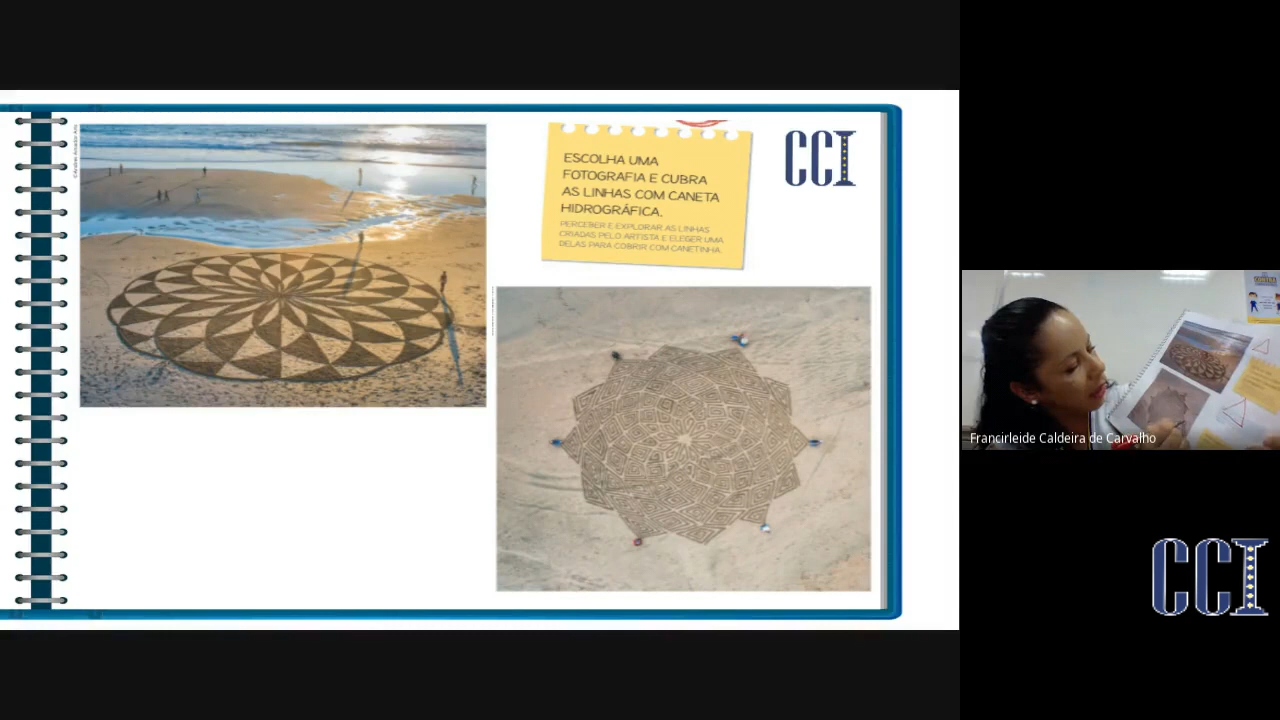 ESCOLHA UMA
FOTOGRAFIA E CUBRA
AS LINHAS COM CANETA
HIDROGRÁFICA.
PERCEBER E EXPLORAR AS LINHAS
CRIADAS PELO ARTISTA E ELEGER UMA
DELAS PARA COBRIR COM CANETINHA.
CCI
Francirleide Caldeira de Carvalho
CCI